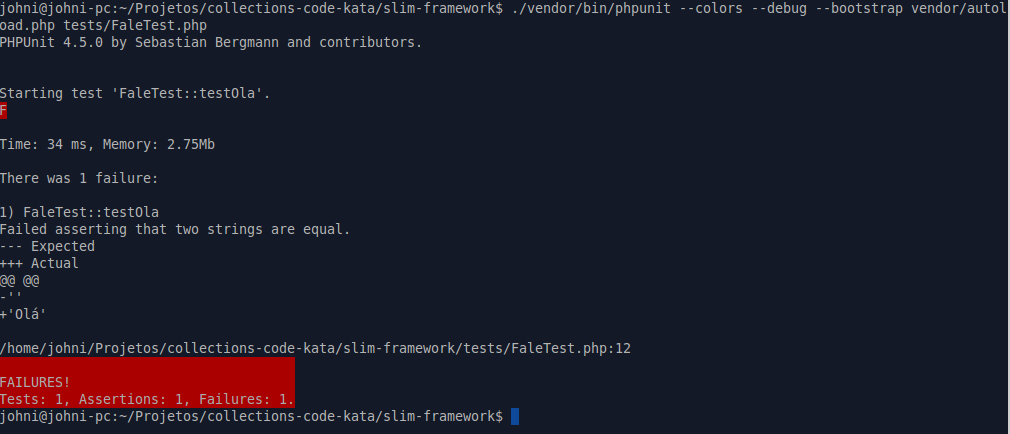 johni@johni-pc:~/Projetos/collections-code-kata/slim-framework$ ./vendor/bin/phpunit --colors --debug --bootstrap vendor/autol
oad.php tests/FaleTest.php
PHPUnit 4.5.0 by Sebastian Bergmann and contributors.
Starting test 'FaleTest::testOla'.
F
Time: 34 ms, Memory: 2.75Mb
There was 1 failure:
1) FaleTest::testOla
Failed asserting that two strings are equal.
--- Expected
+++ Actual
@@ @@
-''
+'Olá'
/home/johni/Projetos/collections-code-kata/slim-framework/tests/FaleTest.php:12
FAILURES!
Tests: 1, Assertions: 1, Failures: 1.
johni@johni-pc:~/Projetos/collections-code-kata/slim-framework$